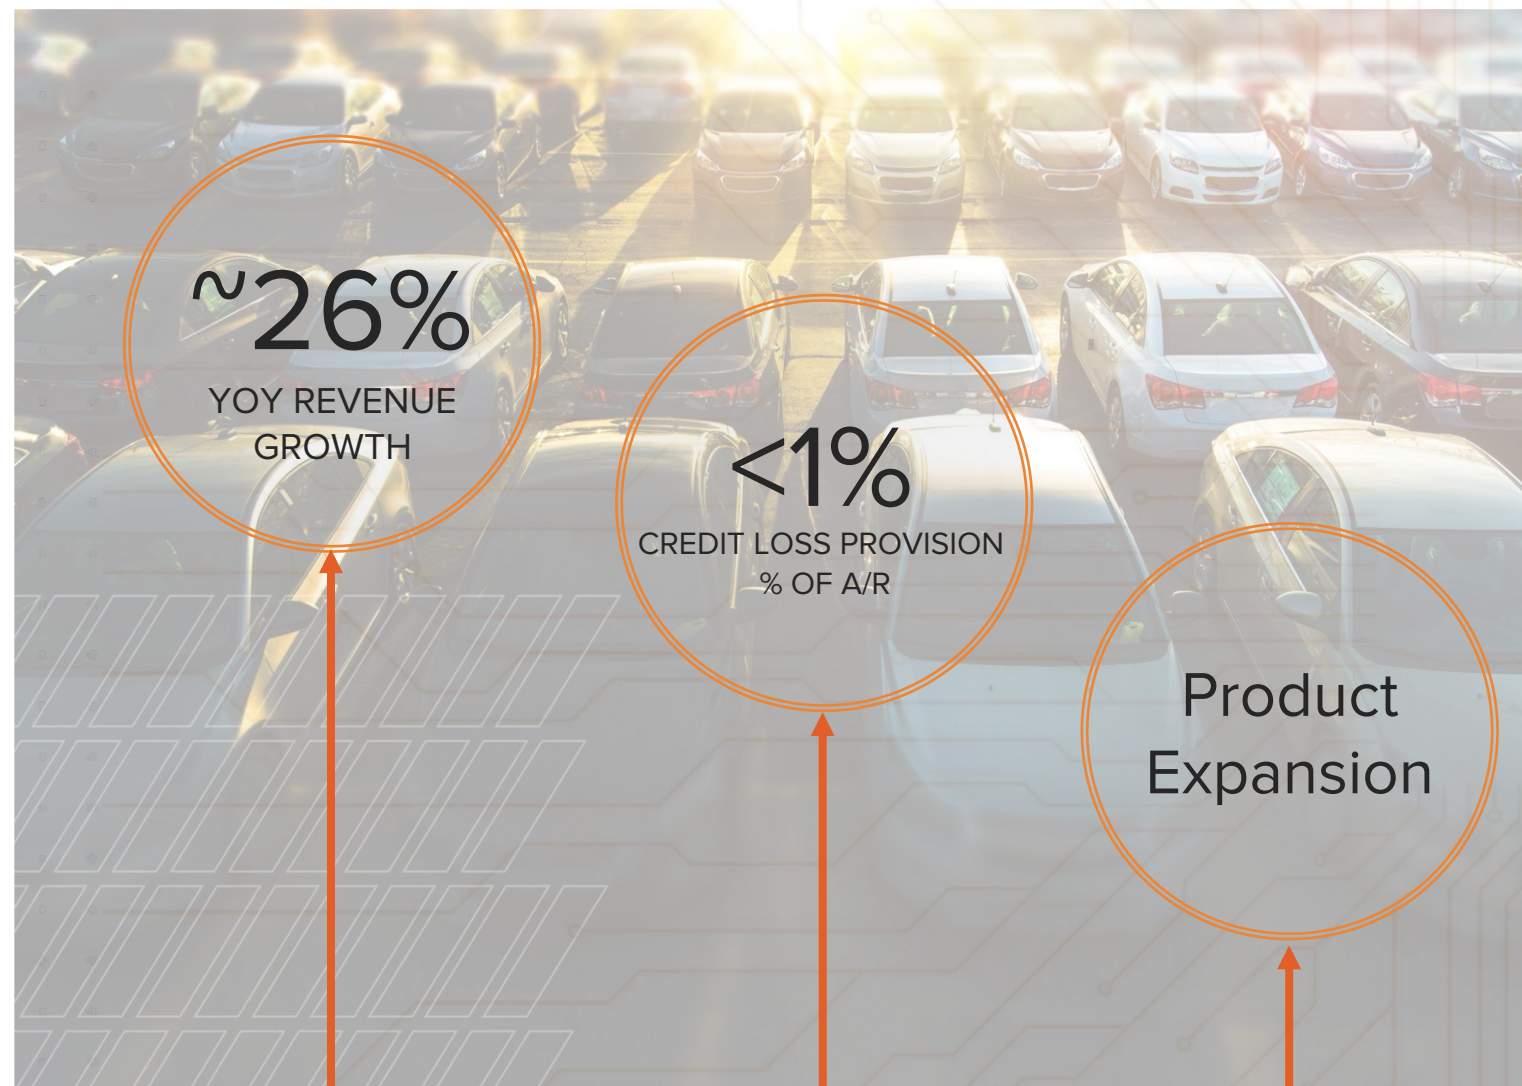 ~26%
YOY REVENUE
GROWTH
<1%
CREDIT LOSS PROVISION
% OF A/R
Product
Expansion